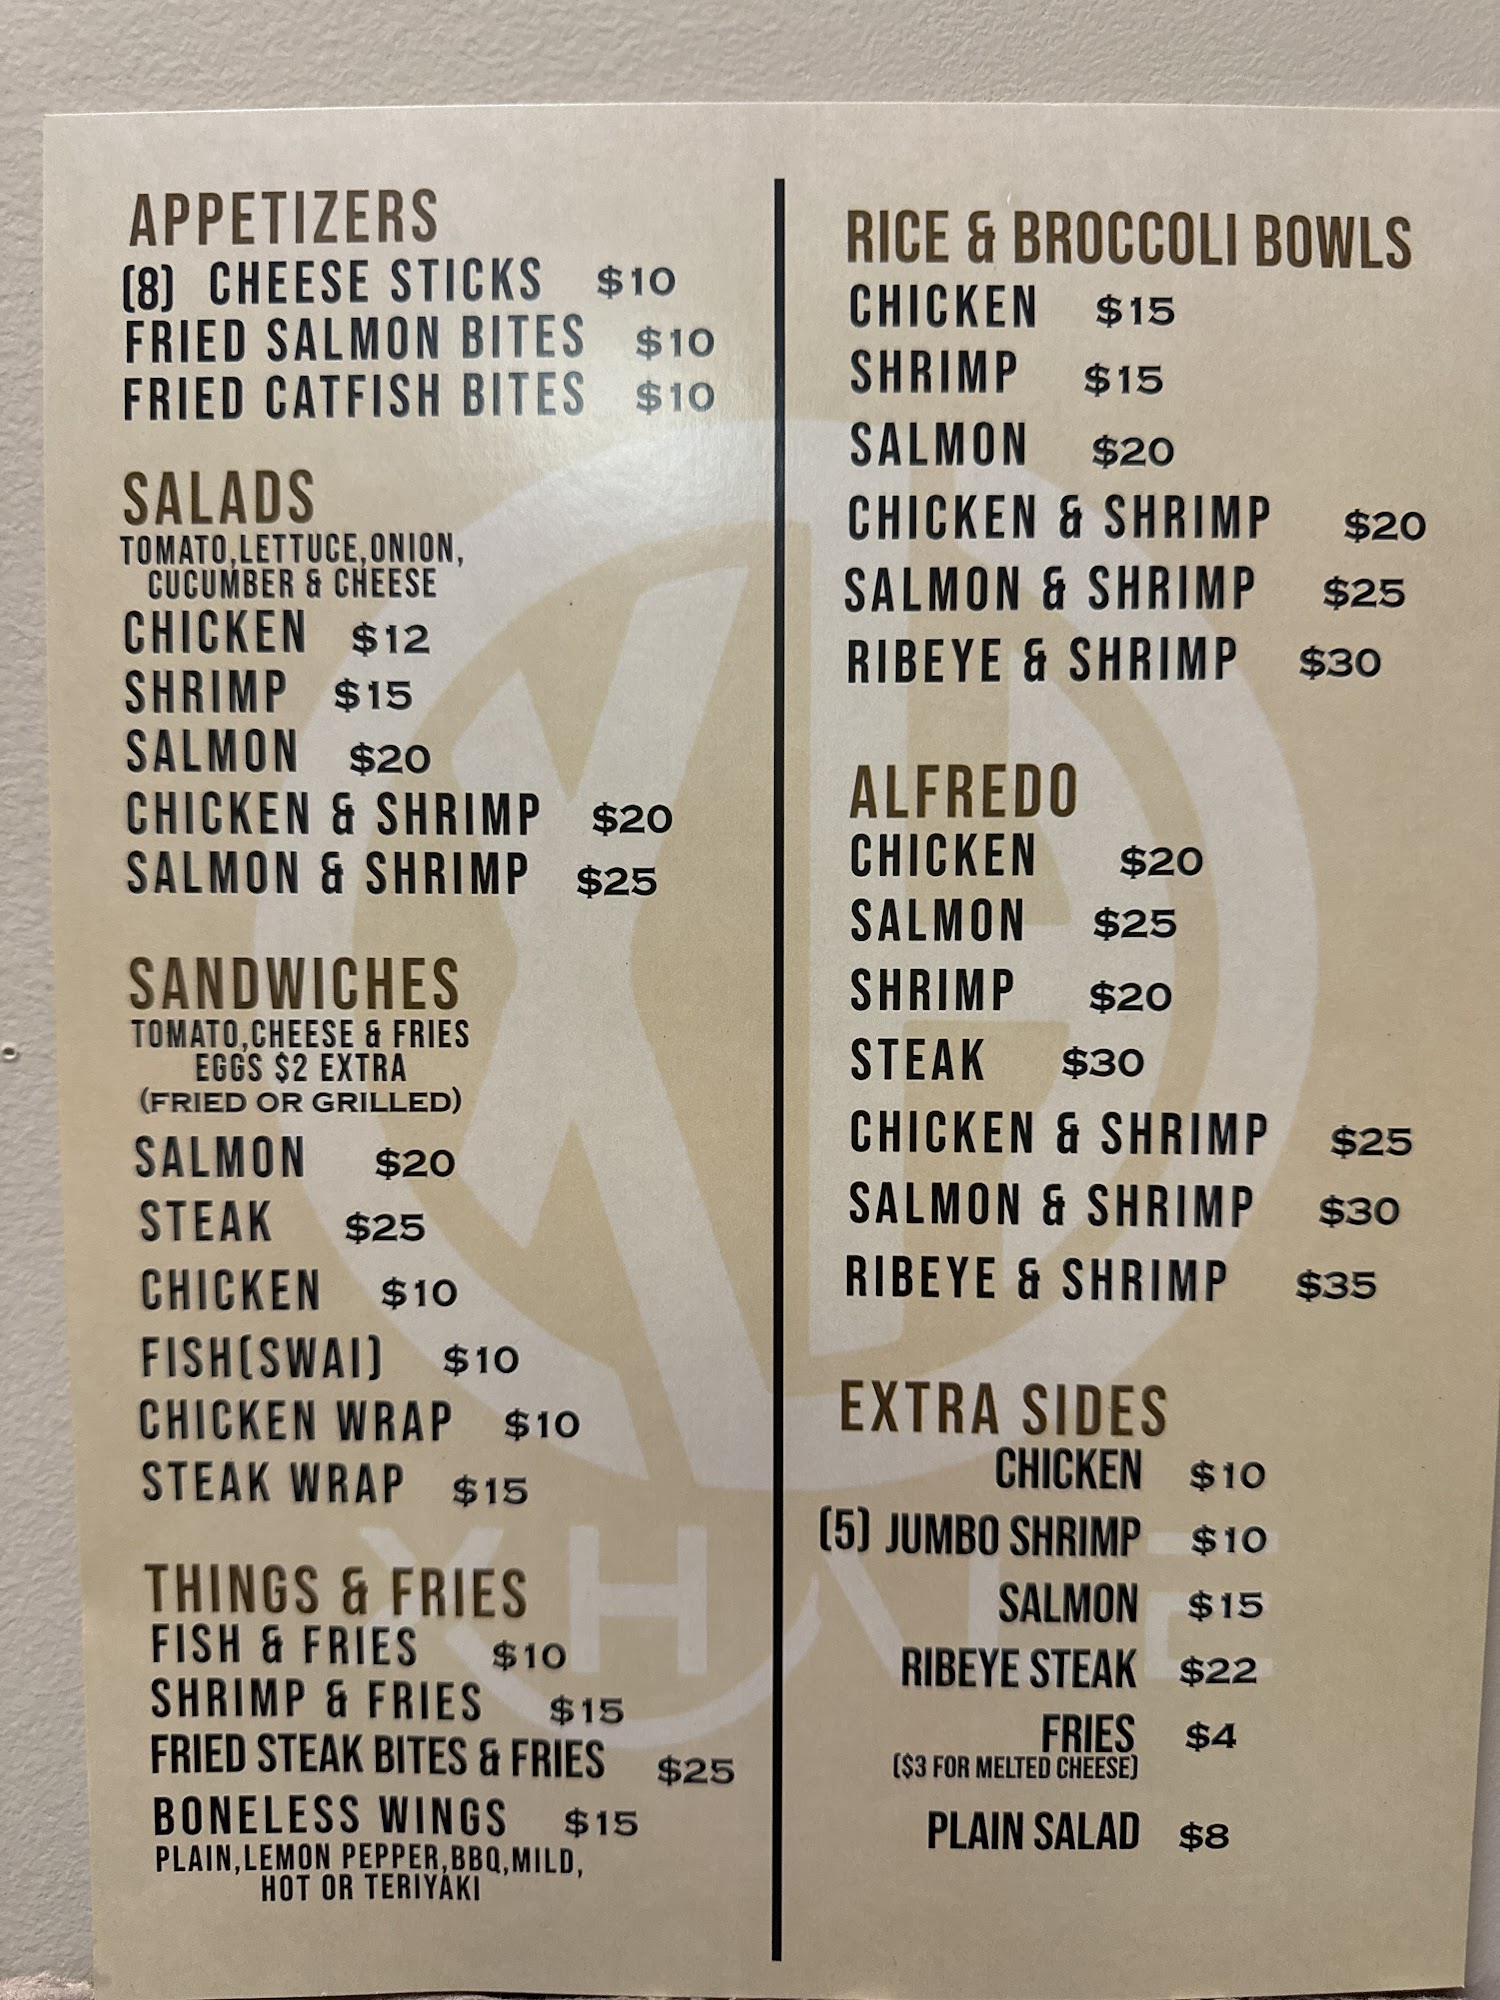 APPETIZERS
(8) CHEESE STICKS $10
FRIED SALMON BITES $10
FRIED CATFISH BITES $10
SALADS
TOMATO,LETTUCE,ONION,
CUCUMBER & CHEESE
CHICKEN $12
SHRIMP $15
SALMON $20
CHICKEN & SHRIMP $20
SALMON & SHRIMP $25
SANDWICHES
TOMATO,CHEESE & FRIES
EGGS $2 EXTRA
(FRIED OR GRILLED)
SALMON $20
STEAK $25
CHICKEN $10
FISH(SWAI) $10
CHICKEN WRAP $10
STEAK WRAP $15
THINGS & FRIES
FISH & FRIES $10
SHRIMP & FRIES $15
FRIED STEAK BITES & FRIES $25
BONELESS WINGS $15
PLAIN,LEMON PEPPER,BBQ,MILD,
HOT OR TERIYAKI
RICE & BROCCOLI BOWLS
CHICKEN $15
SHRIMP $15
SALMON $20
CHICKEN & SHRIMP $20
SALMON & SHRIMP $25
RIBEYE & SHRIMP $30
ALFREDO
CHICKEN $20
SALMON $25
SHRIMP $20
STEAK $30
CHICKEN & SHRIMP $25
SALMON & SHRIMP $30
RIBEYE & SHRIMP $35
EXTRA SIDES
CHICKEN $10
(5) JUMBO SHRIMP $10
SALMON $15
RIBEYE STEAK $22
FRIES $4
($3 FOR MELTED CHEESE)
PLAIN SALAD $8